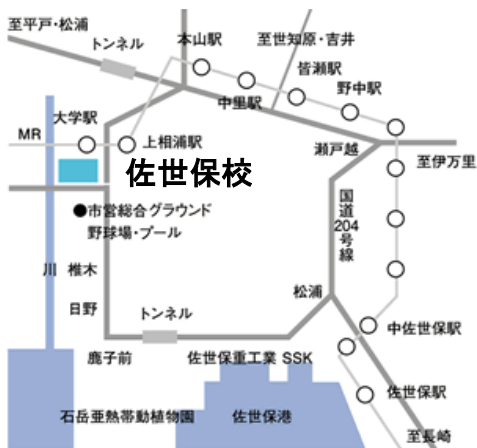 至平戸・松浦
トンネル
本山駅
至世知原・吉井
皆瀬駅
野中駅
中里駅
大学駅
MR
上相浦駅
瀬戸越
至伊万里
佐世保校
●市営総合グラウンド
野球場・プール
国道204号線
川
椎木
日野
松浦
トンネル
中佐世保駅
鹿子前
佐世保重工業 SSK
佐世保駅
石岳亜熱帯動植物園
佐世保港
至長崎